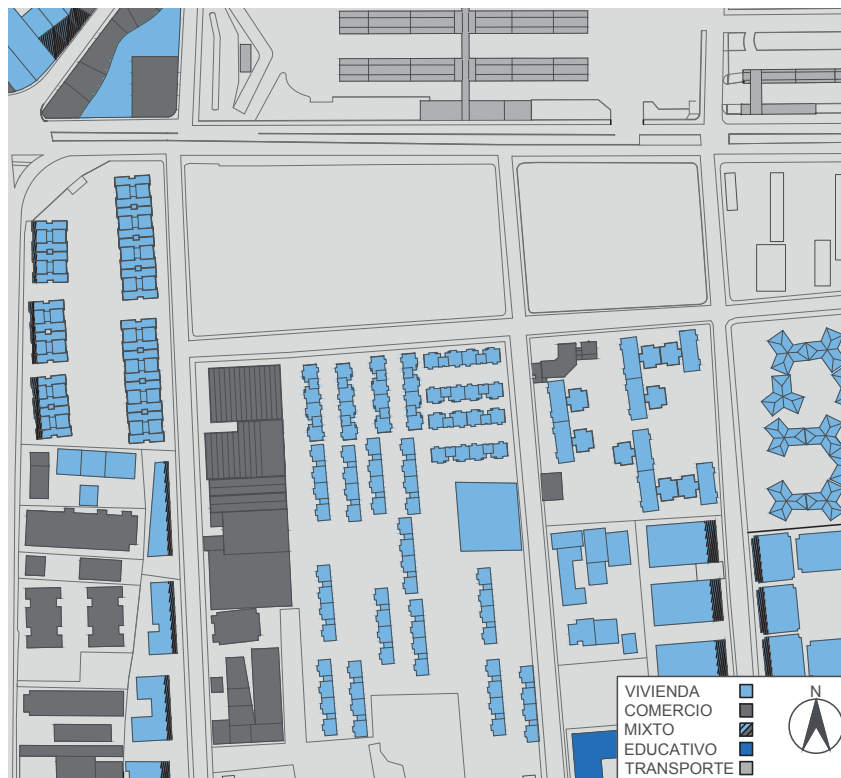 VIVIENDA
COMERCIO
MIXTO
EDUCATIVO
TRANSPORTE
N